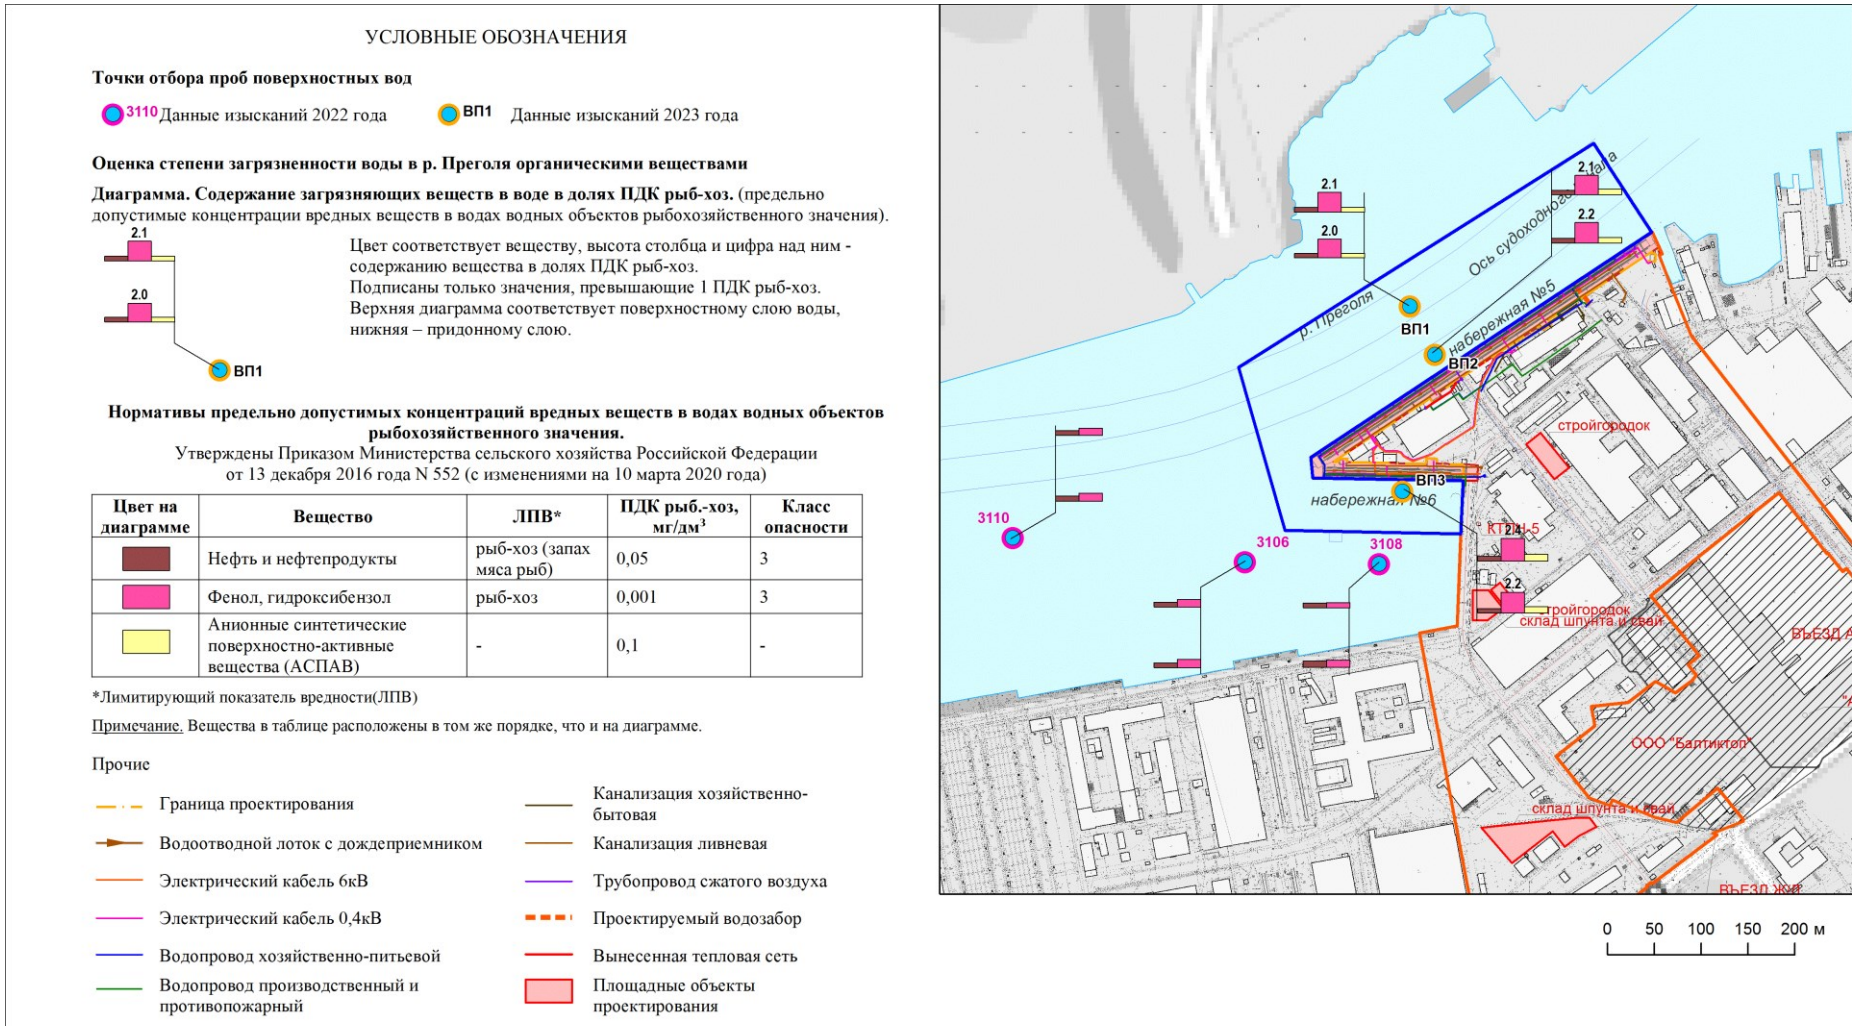 УСЛОВНЫЕ ОБОЗНАЧЕНИЯ
Точки отбора проб поверхностных вод
3110 Данные изысканий 2022 года
ВП1 Данные изысканий 2023 года
Оценка степени загрязненности воды в р. Преголя органическими веществами
Диаграмма. Содержание загрязняющих веществ в воде в долях ПДК рыб-хоз. (предельно
допустимые концентрации вредных веществ в водах водных объектов рыбохозяйственного значения).
2.1
2.0
ВП1
Цвет соответствует веществу, высота столбца и цифра над ним -
содержанию вещества в долях ПДК рыб-хоз.
Подписаны только значения, превышающие 1 ПДК рыб-хоз.
Верхняя диаграмма соответствует поверхностному слою воды,
нижняя – придонному слою.
Нормативы предельно допустимых концентраций вредных веществ в водах водных объектов
рыбохозяйственного значения.
Утверждены Приказом Министерства сельского хозяйства Российской Федерации
от 13 декабря 2016 года N 552 (с изменениями на 10 марта 2020 года)
Цвет на диаграмме Вещество ЛПВ* ПДК рыб.-хоз, мг/дм³ Класс опасности
Нефть и нефтепродукты рыб-хоз (запах мяса рыб) 0,05 3
Фенол, гидроксибензол рыб-хоз 0,001 3
Анионные синтетические поверхностно-активные вещества (АСПАВ) - 0,1 -
*Лимитирующий показатель вредности(ЛПВ)
Примечание. Вещества в таблице расположены в том же порядке, что и на диаграмме.
Прочие
Граница проектирования
Водоотводной лоток с дождеприемником
Электрический кабель 6кВ
Электрический кабель 0,4кВ
Водопровод хозяйственно-питьевой
Водопровод производственный и
противопожарный
Канализация хозяйственно-
бытовая
Канализация ливневая
Трубопровод сжатого воздуха
Проектируемый водозабор
Вынесенная тепловая сеть
Площадные объекты
проектирования
2.1
2.0
2.1
2.2
Ось судоходного
р. Преголя
набережная №5
ВП1
ВП2
ВП3
набережная №6
стройгородок
3110
3106
3108
2.4
2.2
стройгородок
склад шпунта и свай
ВЪЕЗД А
ООО "Балтиктоп"
склад шпунта и свай
0 50 100 150 200 м